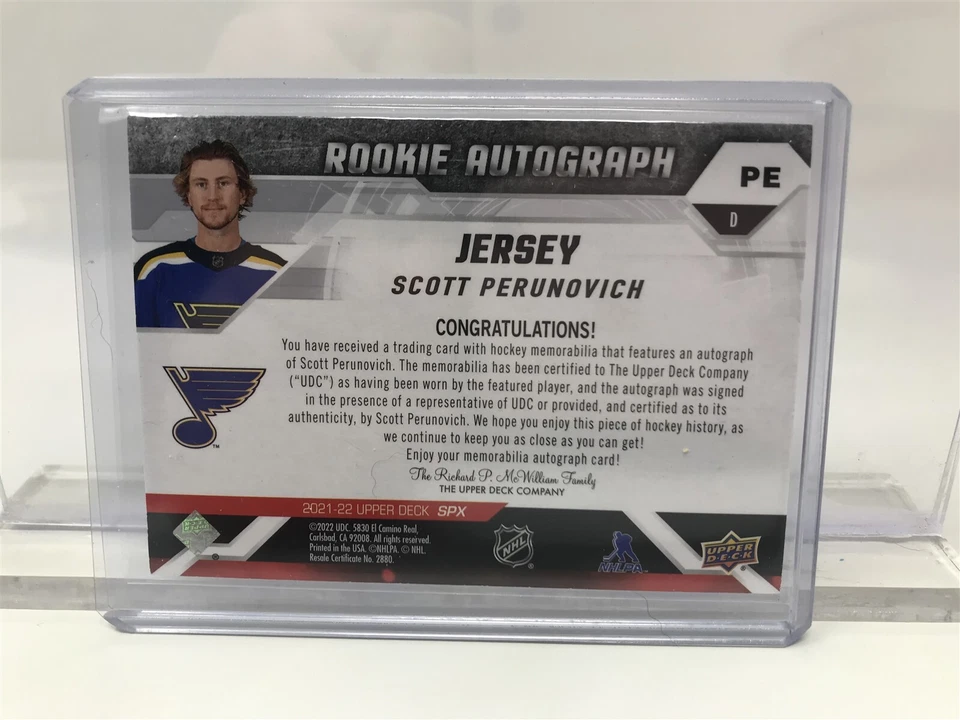 ROOKIE AUTOGRAPH
PE
D
JERSEY
SCOTT PERUNOVICH
CONGRATULATIONS!
You have received a trading card with hockey memorabilia that features an autograph
of Scott Perunovich. The memorabilia has been certified to The Upper Deck Company
(“UDC”) as having been worn by the featured player, and the autograph was signed
in the presence of a representative of UDC or provided, and certified as to its
authenticity, by Scott Perunovich. We hope you enjoy this piece of hockey history, as
we continue to keep you as close as you can get!
Enjoy your memorabilia autograph card!
The Richard P. McWilliam Family
THE UPPER DECK COMPANY
TM
2021-22 UPPER DECK SPX
©2022 UDC. 5830 El Camino Real,
Carlsbad, CA 92008. All rights reserved.
Printed in the USA. ©NHLPA. © NHL.
Resale Certificate No. 2880.
NHL
NHLPA
UPPER
DECK